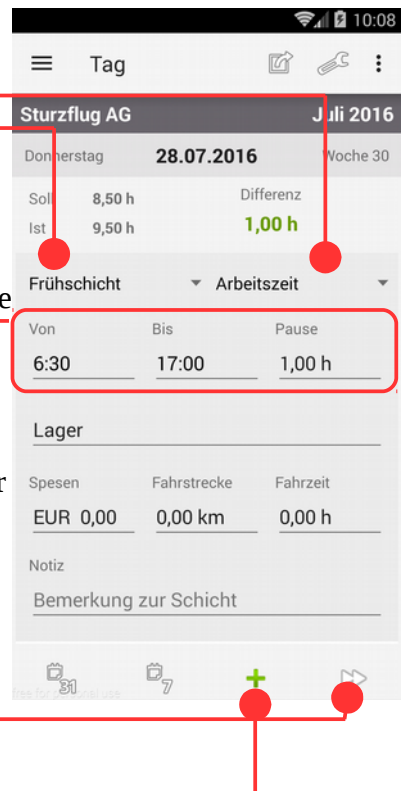 10:08
Tag
Sturzflug AG Juli 2016
Donnerstag 28.07.2016 Woche 30
Soll 8,50 h Differenz
Ist 9,50 h 1,00 h
Frühschicht Arbeitszeit
e
Von Bis Pause
6:30 17:00 1,00 h
Lager
r
Spesen Fahrstrecke Fahrzeit
EUR 0,00 0,00 km 0,00 h
Notiz
Bemerkung zur Schicht
31 7
free for personal use